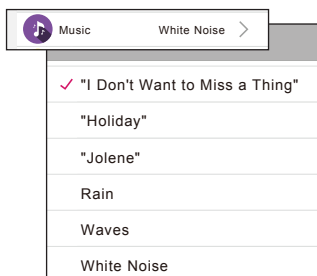 Music White Noise
"I Don't Want to Miss a Thing"
"Holiday"
"Jolene"
Rain
Waves
White Noise